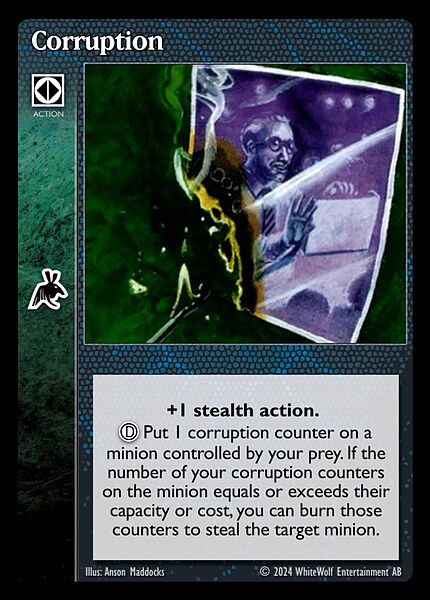 Corruption
ACTION
+1 stealth action.
Ⓓ Put 1 corruption counter on a
minion controlled by your prey. If the
number of your corruption counters
on the minion equals or exceeds their
capacity or cost, you can burn those
counters to steal the target minion.
Illus: Anson Maddocks © 2024 WhiteWolf Entertainment AB